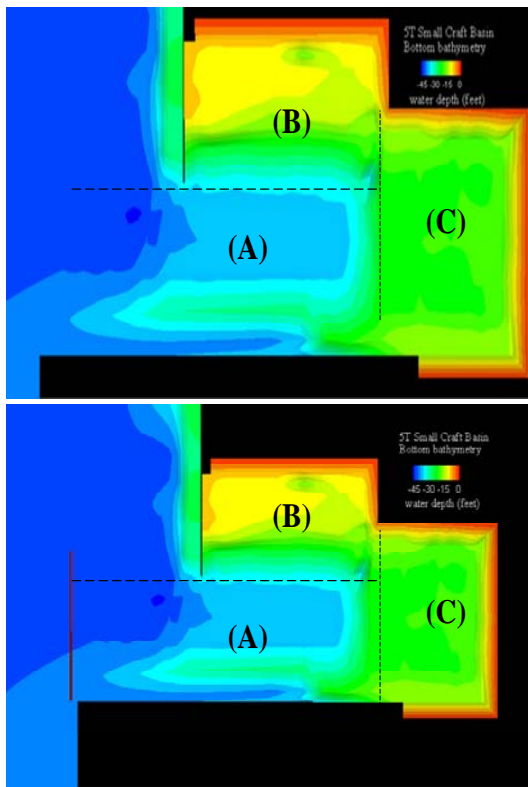 5T Small Craft Basin
Bottom bathymetry
-45 -30 -15 0
water depth (feet)
(B)
(C)
(A)
5T Small Craft Basin
Bottom bathymetry
-45 -30 -15 0
water depth (feet)
(B)
(C)
(A)